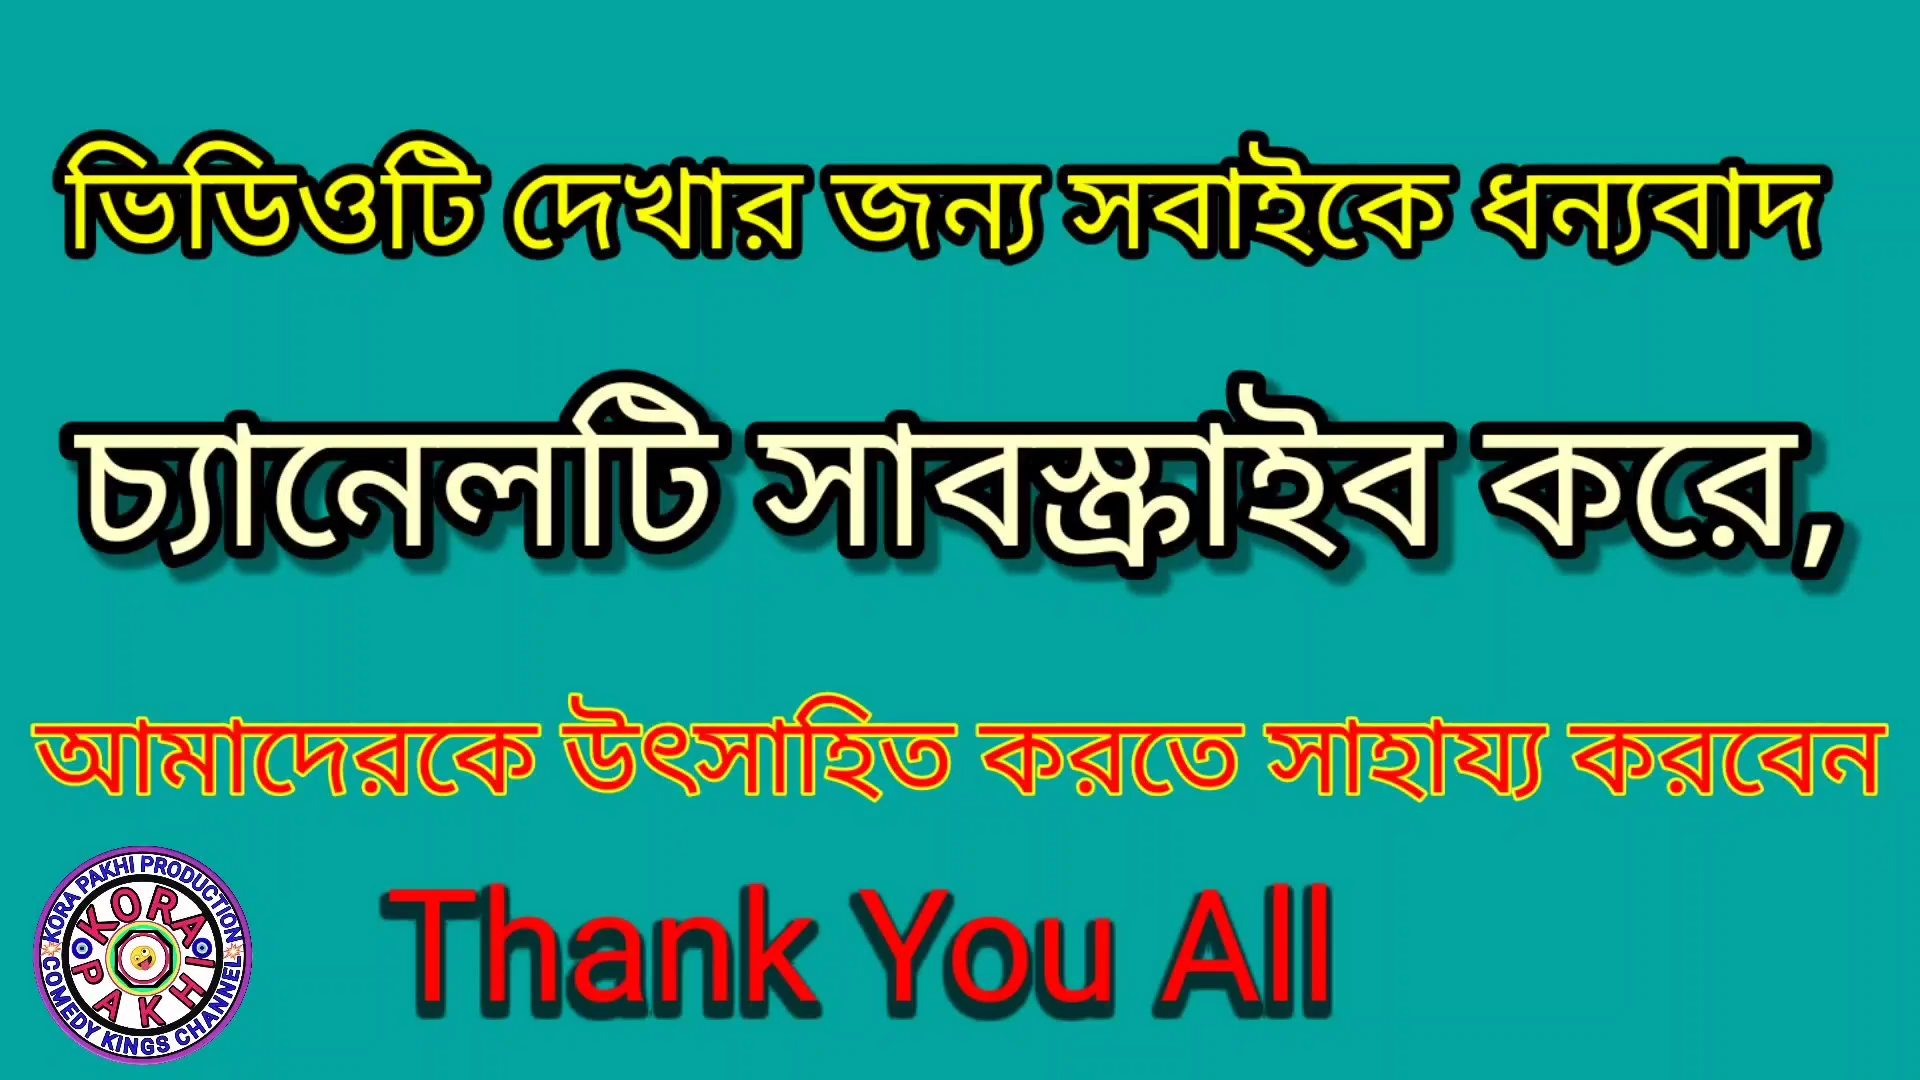 ভিডিওটি দেখার জন্য সবাইকে ধন্যবাদ
চ্যানেলটি সাবস্ক্রাইব করে,
আমাদেরকে উৎসাহিত করতে সাহায্য করবেন
Thank You All
KORA PAKHI PRODUCTION
KORA
PAKHI
COMEDY KINGS CHANNEL